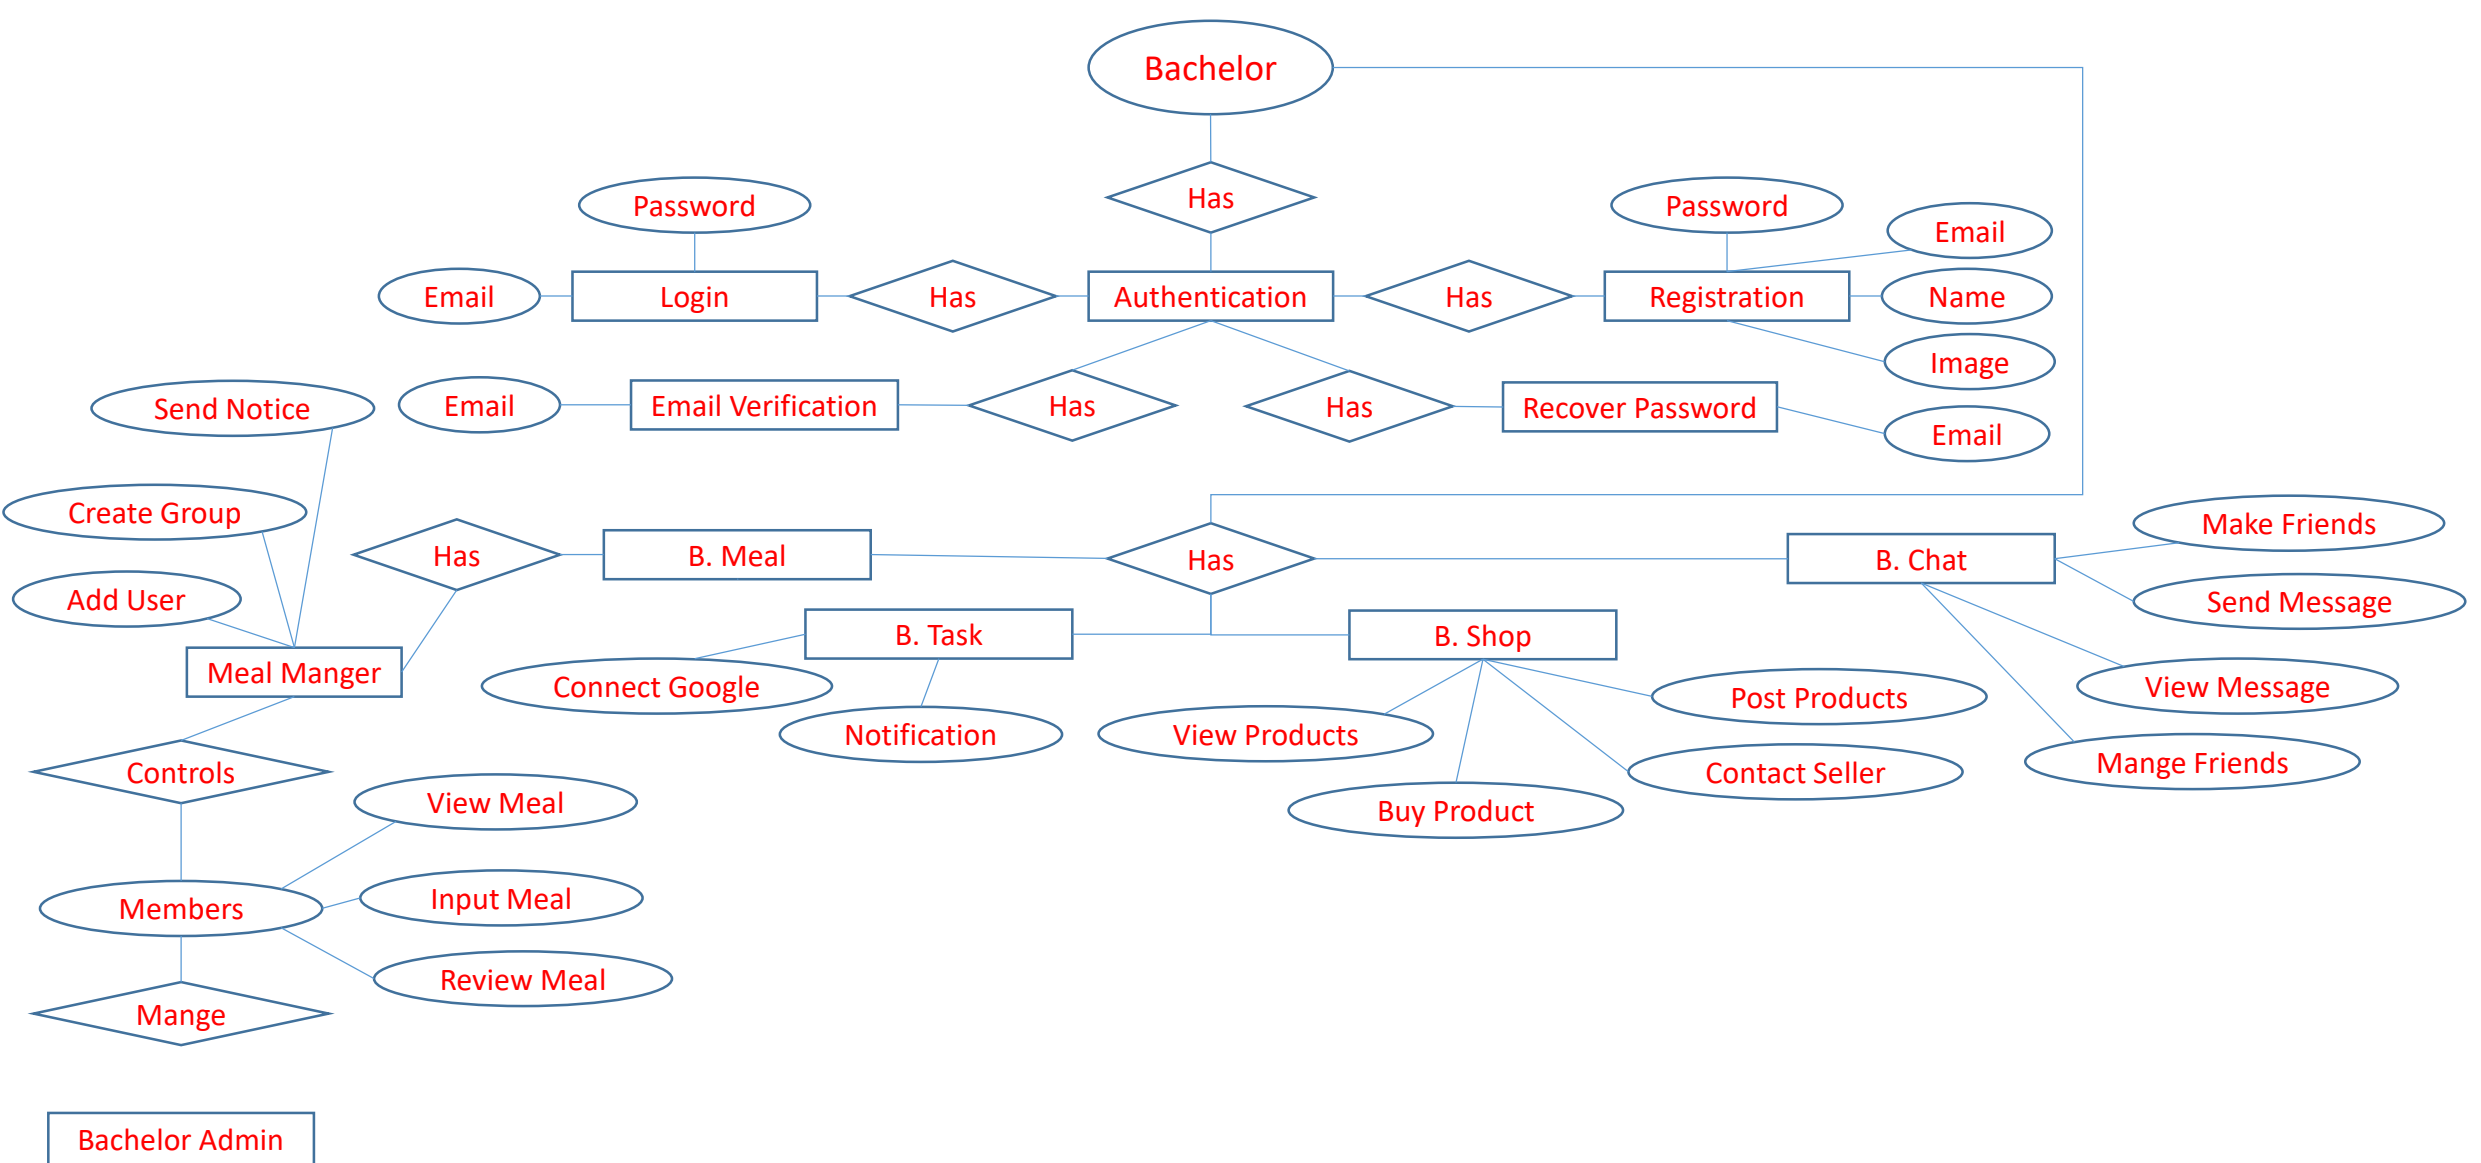 Bachelor
Has
Password
Password
Email
Email
Login
Has
Authentication
Has
Registration
Name
Image
Send Notice
Email
Email Verification
Has
Has
Recover Password
Email
Create Group
Has
B. Meal
Has
B. Chat
Make Friends
Add User
Send Message
B. Task
B. Shop
Meal Manger
Connect Google
Post Products
View Message
Notification
View Products
Controls
Contact Seller
Mange Friends
View Meal
Buy Product
Members
Input Meal
Review Meal
Mange
Bachelor Admin